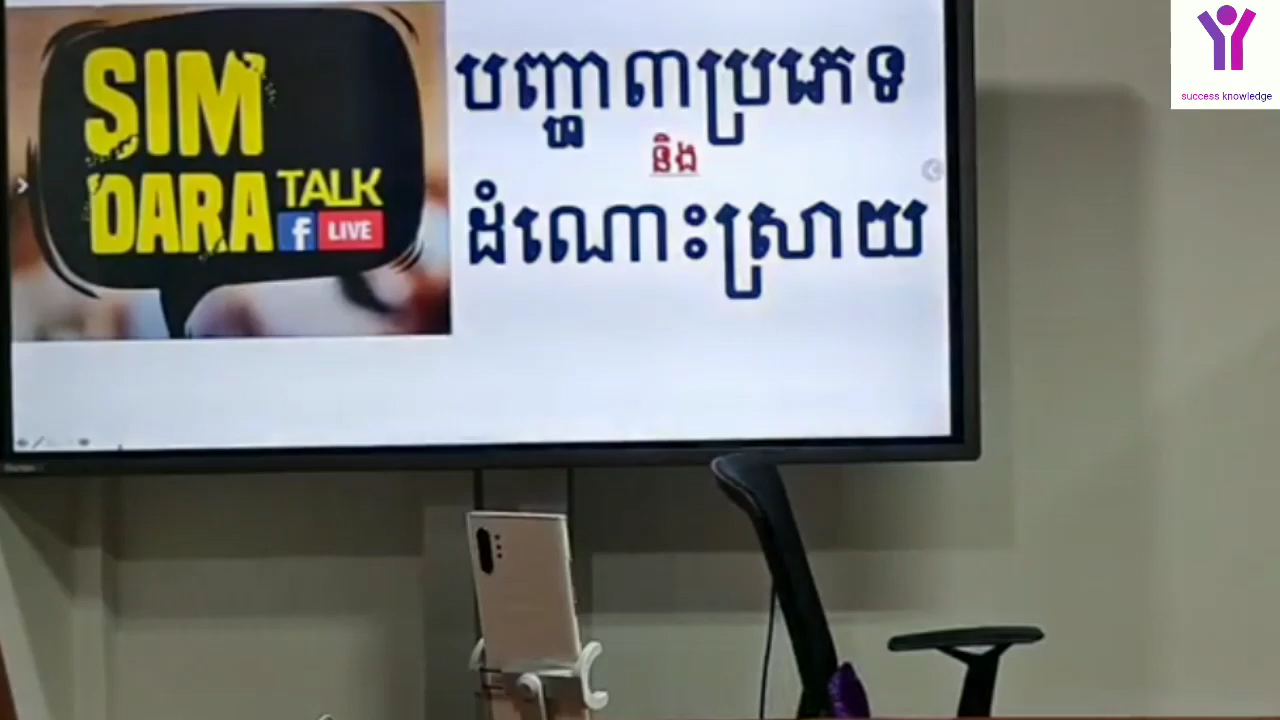 SIM
DARA TALK
f LIVE
បញ្ហា៣ប្រភេទ
និង
ដំណោះស្រាយ
success knowledge